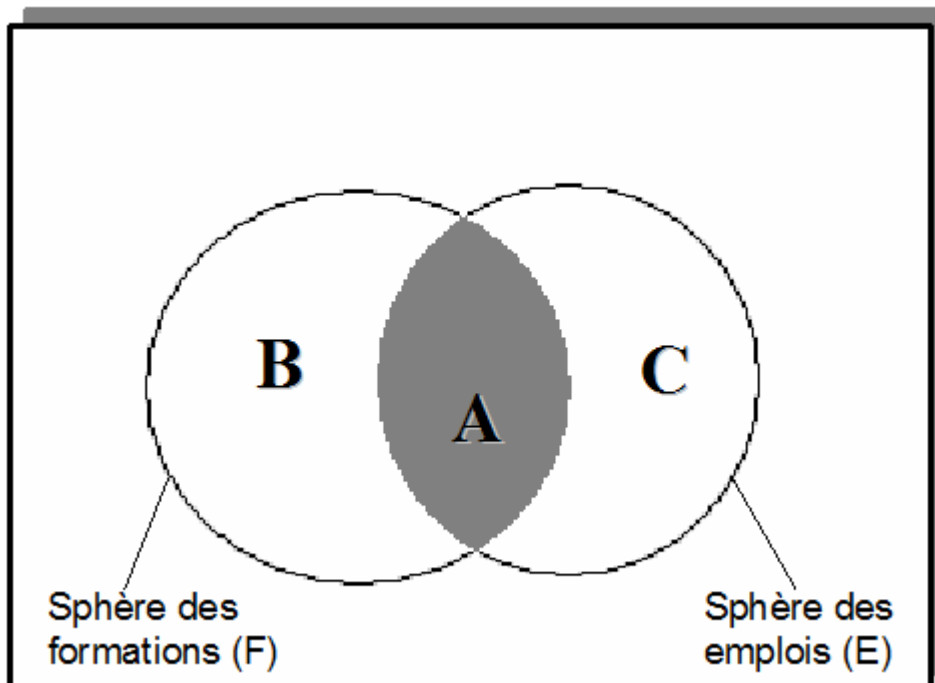 B
C
A
Sphère des
formations (F)
Sphère des
emplois (E)